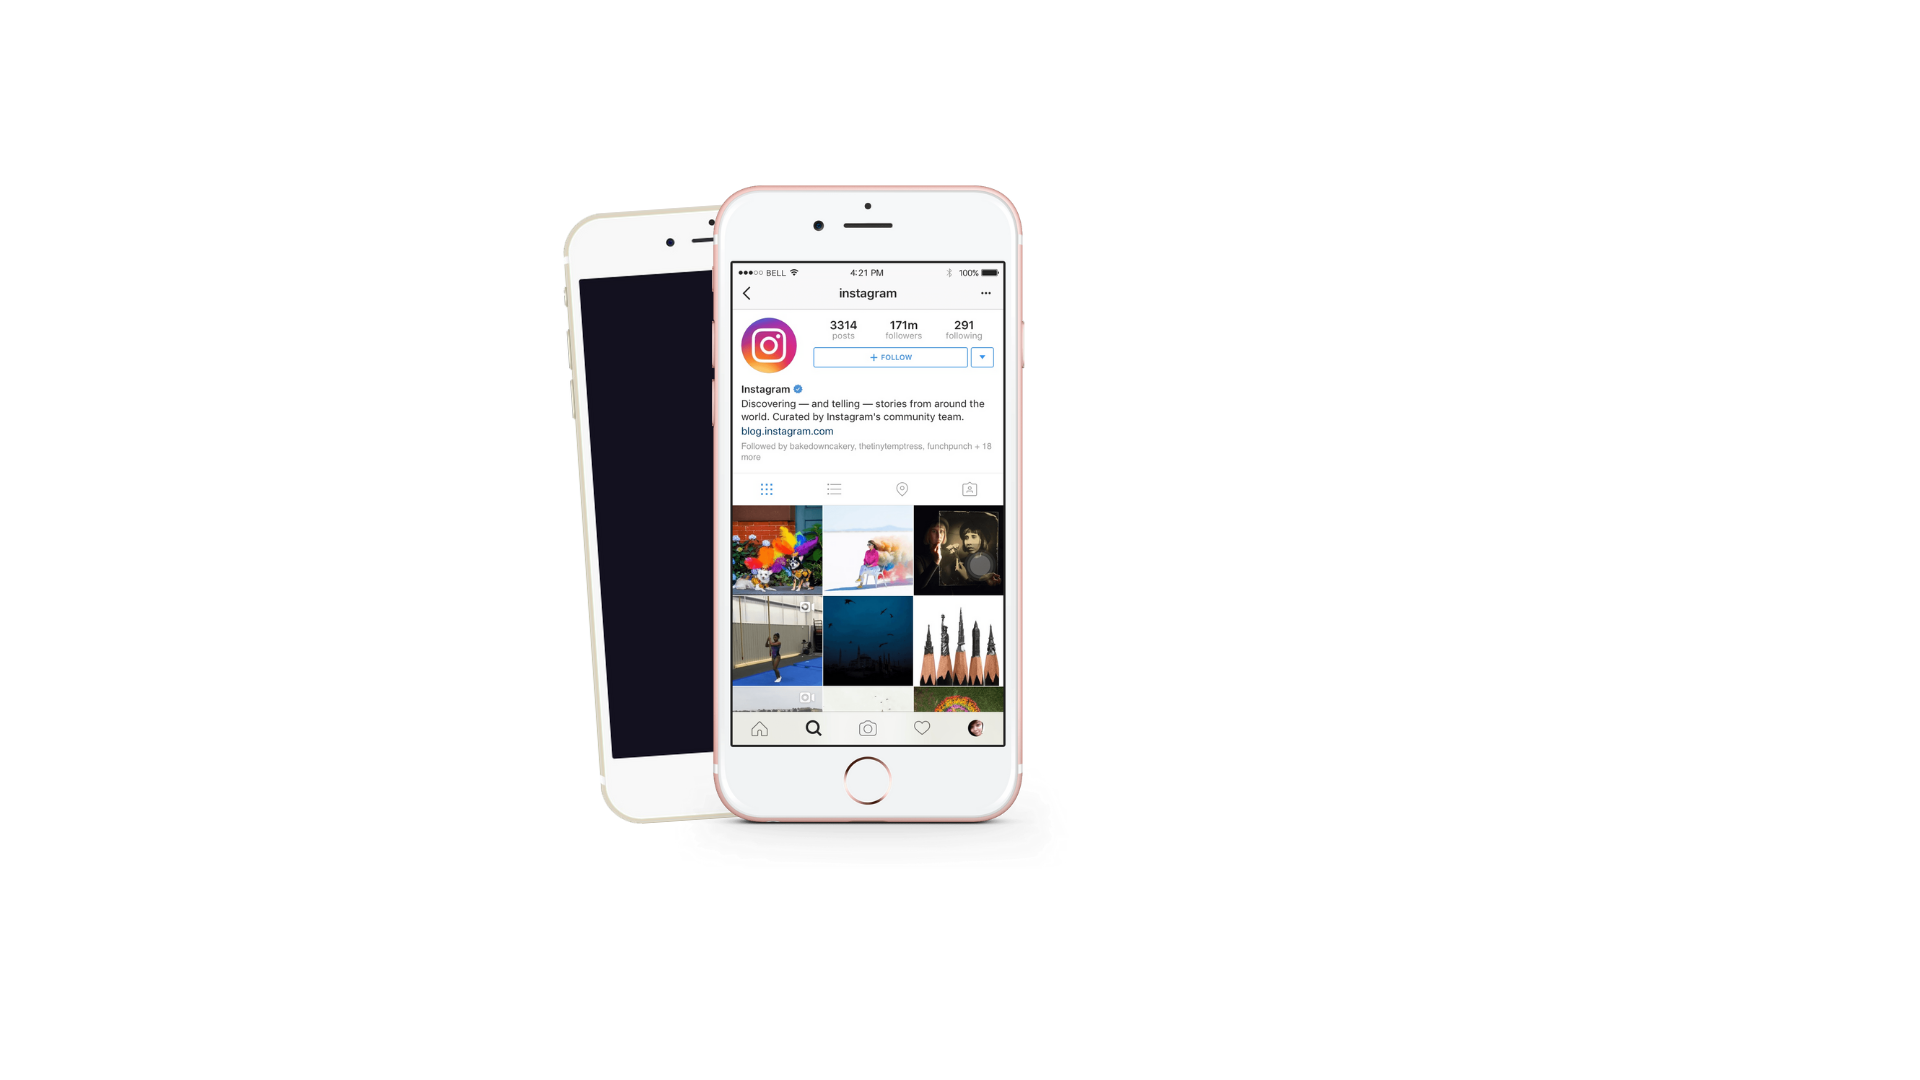 BELL 4:21 PM 100%
instagram
3314 171m 291
posts followers following
+ FOLLOW
Instagram
Discovering — and telling — stories from around the
world. Curated by Instagram's community team.
blog.instagram.com
Followed by bakedowncakery, thetinytemptress, funchpunch + 18
more